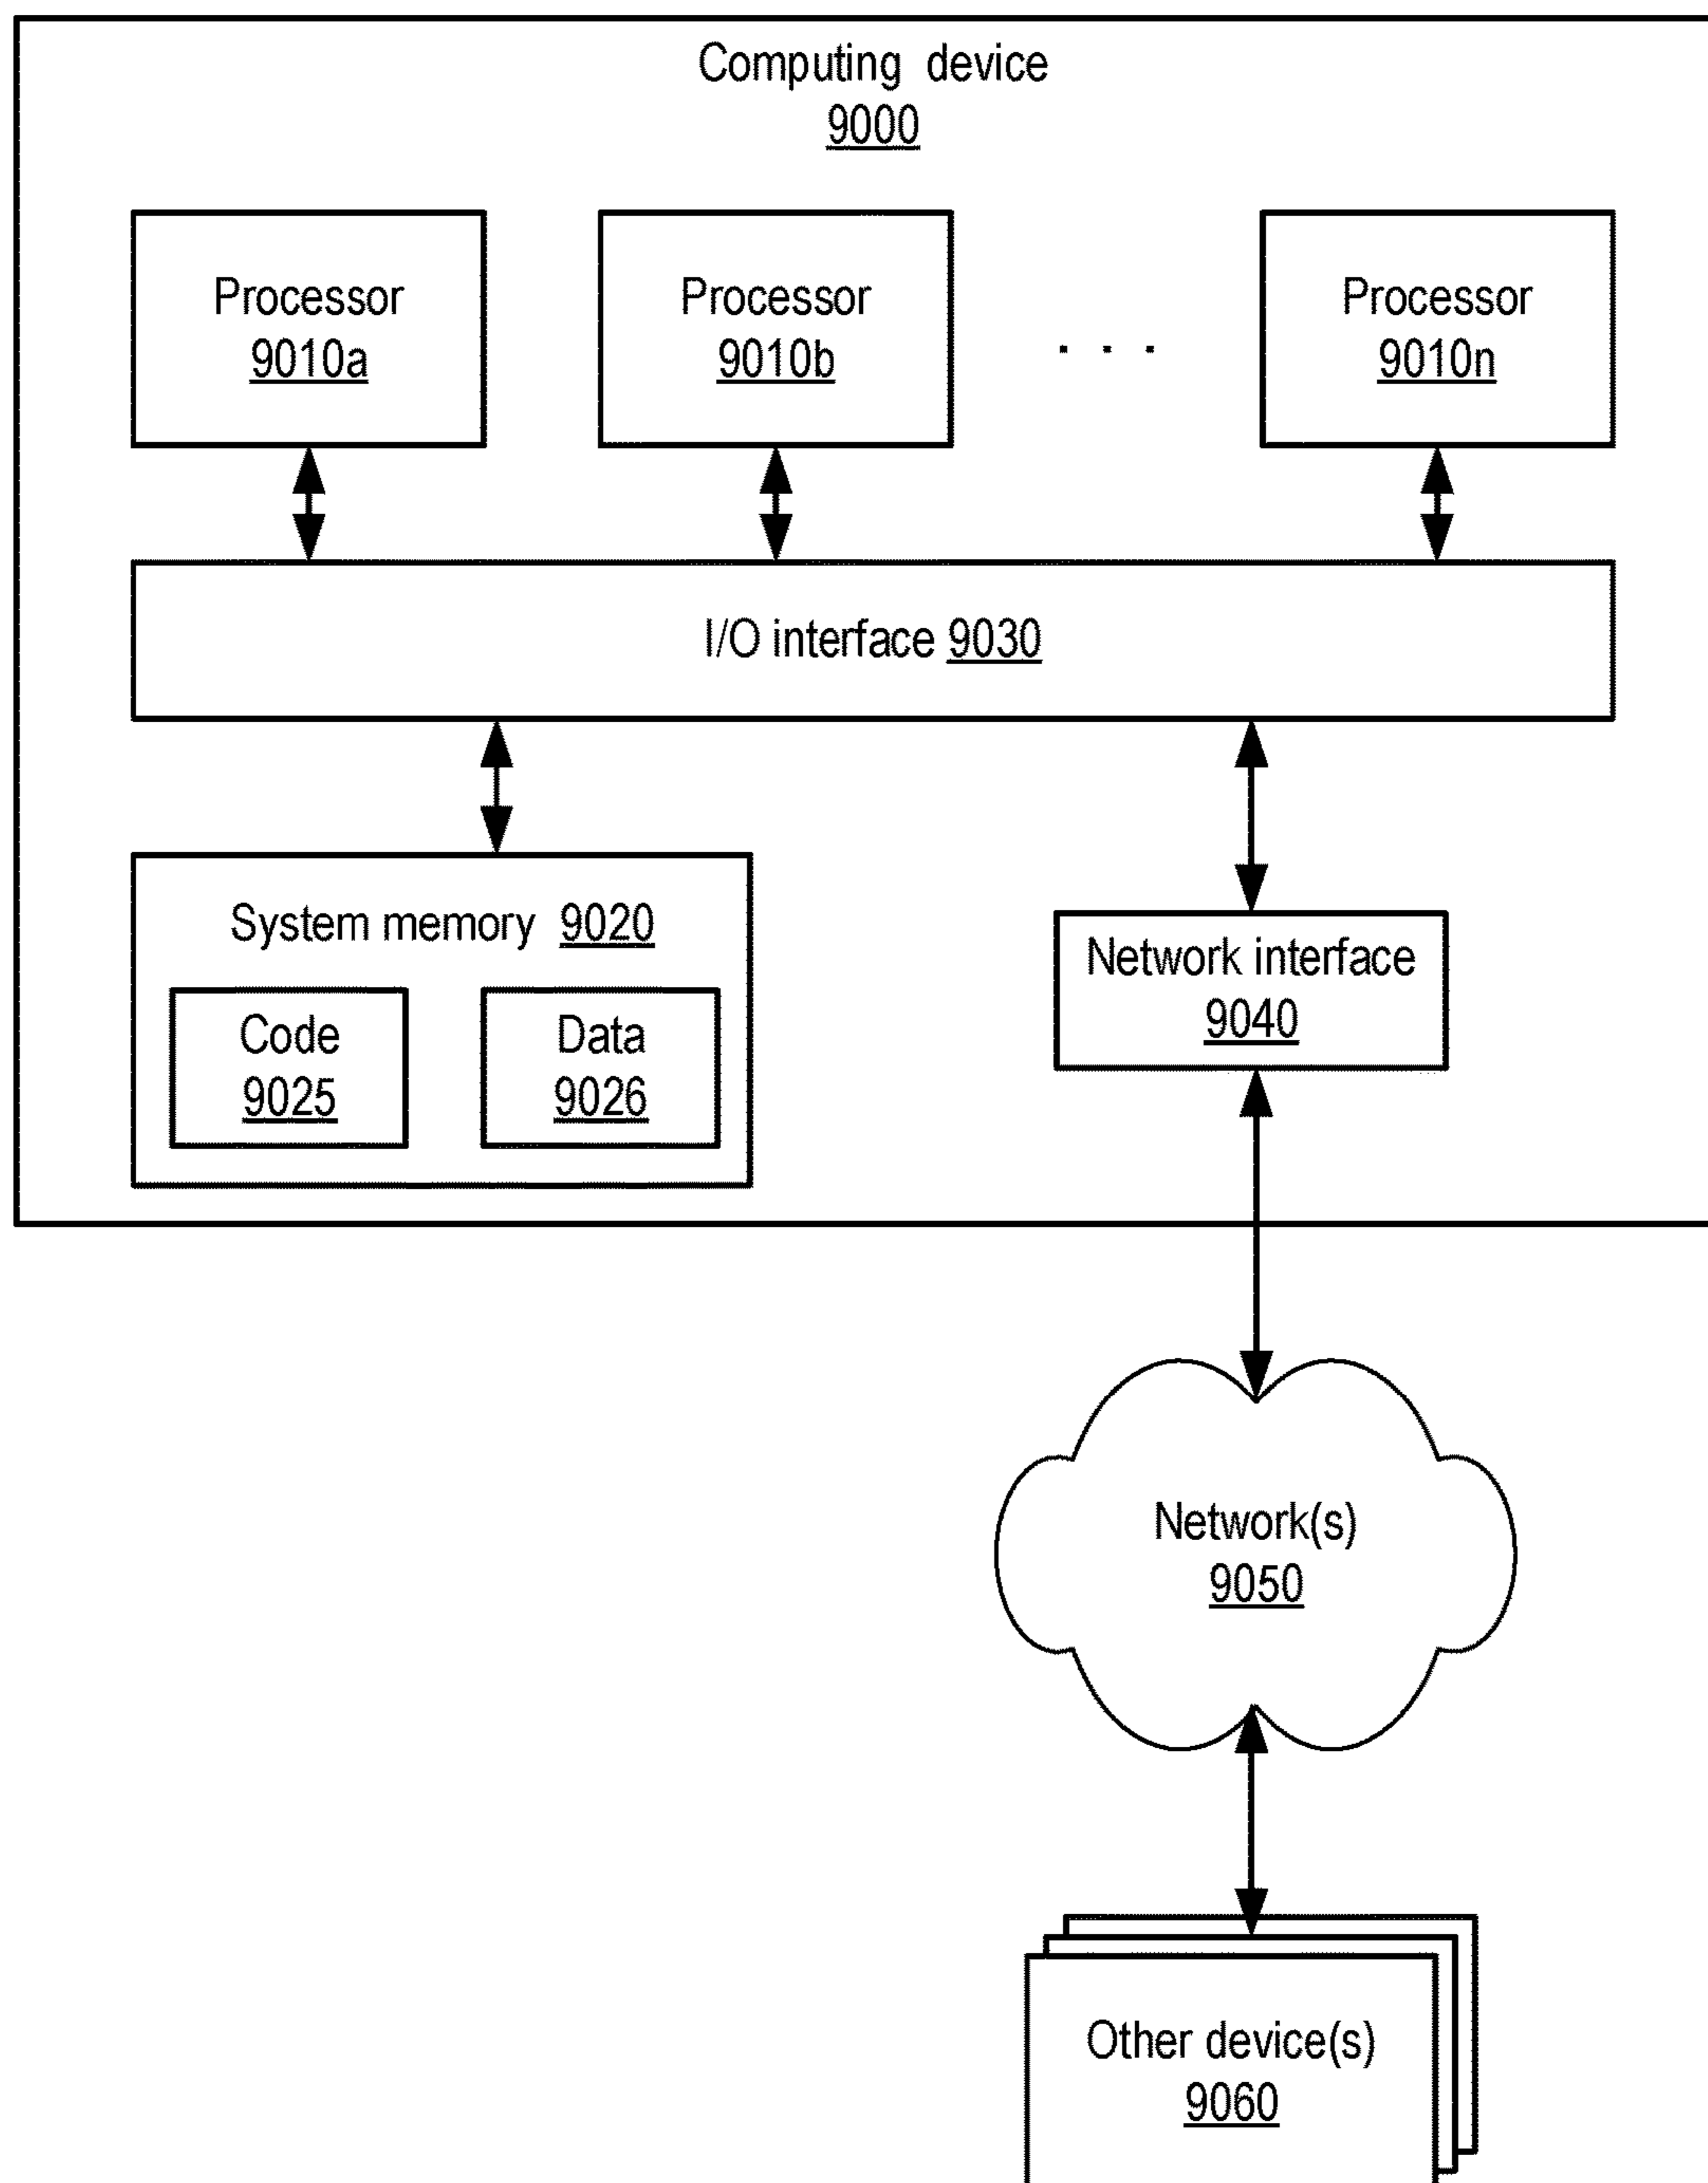 Computing device
9000
Processor
9010a
Processor
9010b
. . .
Processor
9010n
I/O interface 9030
System memory 9020
Code
9025
Data
9026
Network interface
9040
Network(s)
9050
Other device(s)
9060